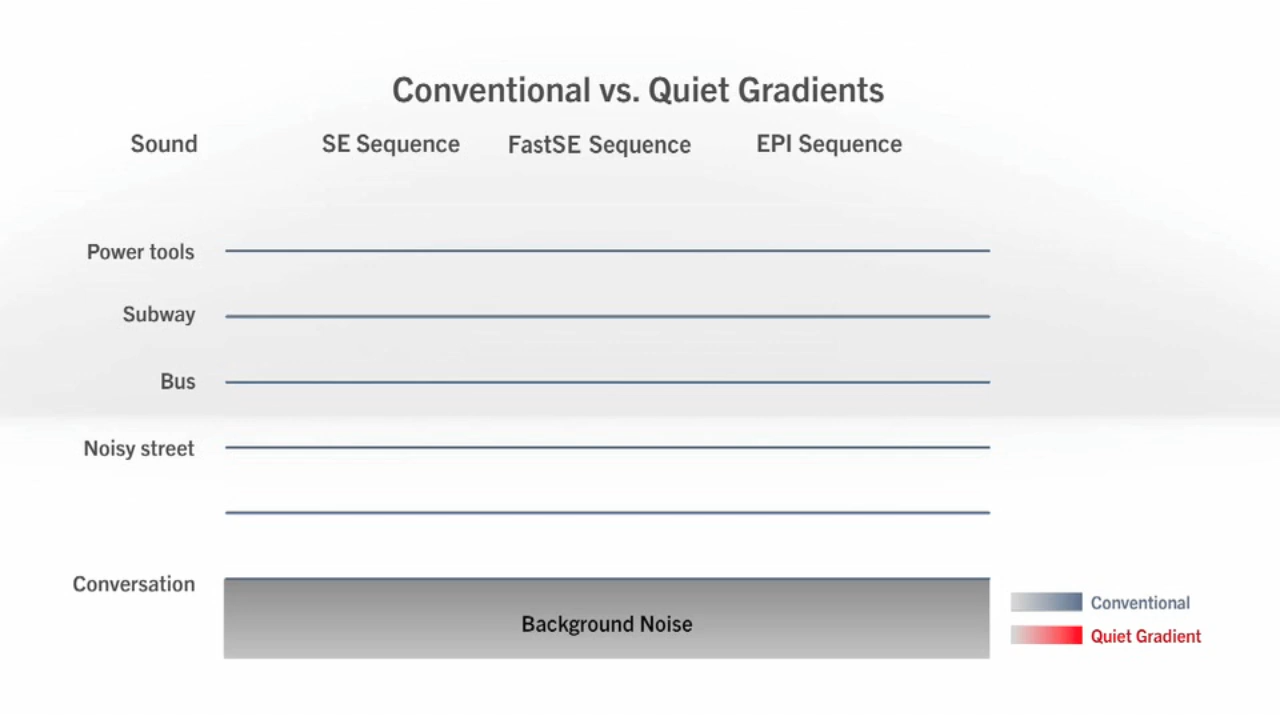 Conventional vs. Quiet Gradients
Sound SE Sequence FastSE Sequence EPI Sequence
Power tools
Subway
Bus
Noisy street
Conversation
Background Noise
Conventional
Quiet Gradient